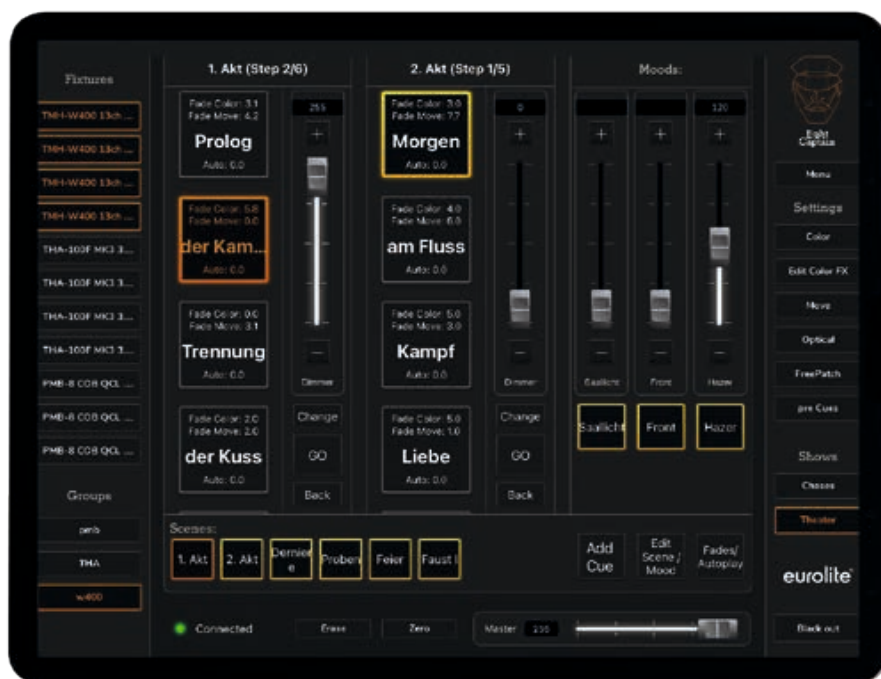 Fixtures
TMH-W400 13ch ...
TMH-W400 13ch ...
TMH-W400 13ch ...
TMH-W400 13ch ...
THA-100F MK3 3...
THA-100F MK3 3...
THA-100F MK3 3...
THA-100F MK3 3...
PMB-8 COB QCL ...
PMB-8 COB QCL ...
PMB-8 COB QCL ...
Groups
pmb
THA
w400
1. Akt (Step 2/6)
Fade Color: 3.1
Fade Move: 4.2
Prolog
Auto: 0.0
Fade Color: 5.8
Fade Move: 0.0
der Kam...
Auto: 0.0
Fade Color: 0.0
Fade Move: 3.1
Trennung
Auto: 0.0
Fade Color: 2.0
Fade Move: 2.0
der Kuss
Auto: 0.0
255
+
−
Dimmer
Change
GO
Back
2. Akt (Step 1/5)
Fade Color: 3.0
Fade Move: 7.7
Morgen
Auto: 0.0
Fade Color: 4.0
Fade Move: 6.0
am Fluss
Auto: 0.0
Fade Color: 5.0
Fade Move: 3.0
Kampf
Auto: 0.0
Fade Color: 5.0
Fade Move: 1.0
Liebe
Auto: 0.0
0
+
−
Dimmer
Change
GO
Back
Moods:
120
+ + +
− − −
Saallicht Front Hazer
Saallicht Front Hazer
Scenes:
1. Akt 2. Akt Dernier
e Proben Feier Faust I
Add
Cue
Edit
Scene /
Mood
Fades/
Autoplay
Connected Erase Zero Master 255
Light
Captain
Menu
Settings
Color
Edit Color FX
Move
Optical
FreePatch
pre Cues
Shows
Chases
Theater
eurolite
Black out